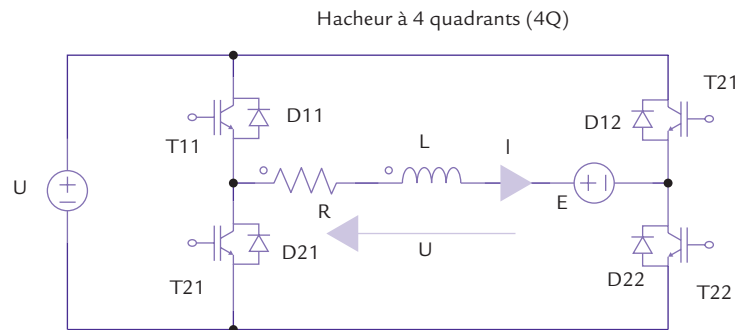 Hacheur à 4 quadrants (4Q)
T21
D11
D12
T11
L
I
U
R
E
D21
U
D22
T21
T22